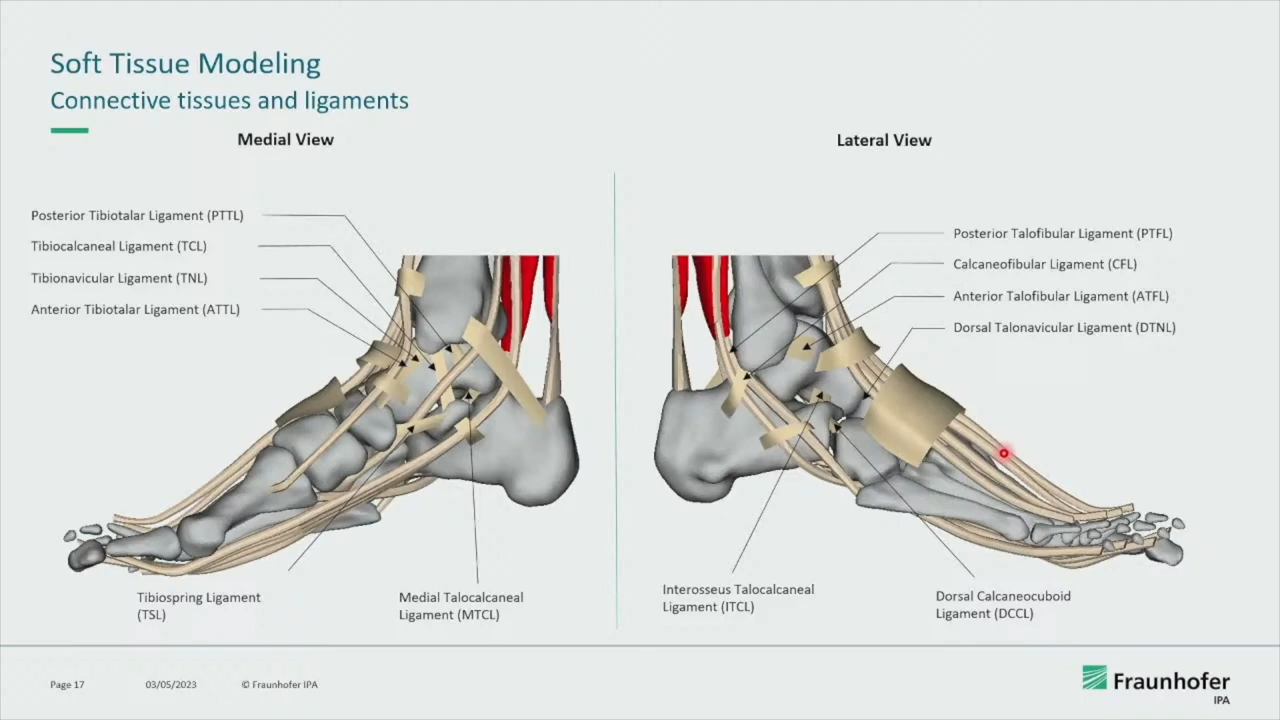 Soft Tissue Modeling
Connective tissues and ligaments
Medial View
Posterior Tibiotalar Ligament (PTTL)
Tibiocalcaneal Ligament (TCL)
Tibionavicular Ligament (TNL)
Anterior Tibiotalar Ligament (ATTL)
Tibiospring Ligament
(TSL)
Medial Talocalcaneal
Ligament (MTCL)
Lateral View
Posterior Talofibular Ligament (PTFL)
Calcaneofibular Ligament (CFL)
Anterior Talofibular Ligament (ATFL)
Dorsal Talonavicular Ligament (DTNL)
Interosseus Talocalcaneal
Ligament (ITCL)
Dorsal Calcaneocuboid
Ligament (DCCL)
Page 17
03/05/2023
© Fraunhofer IPA
Fraunhofer
IPA